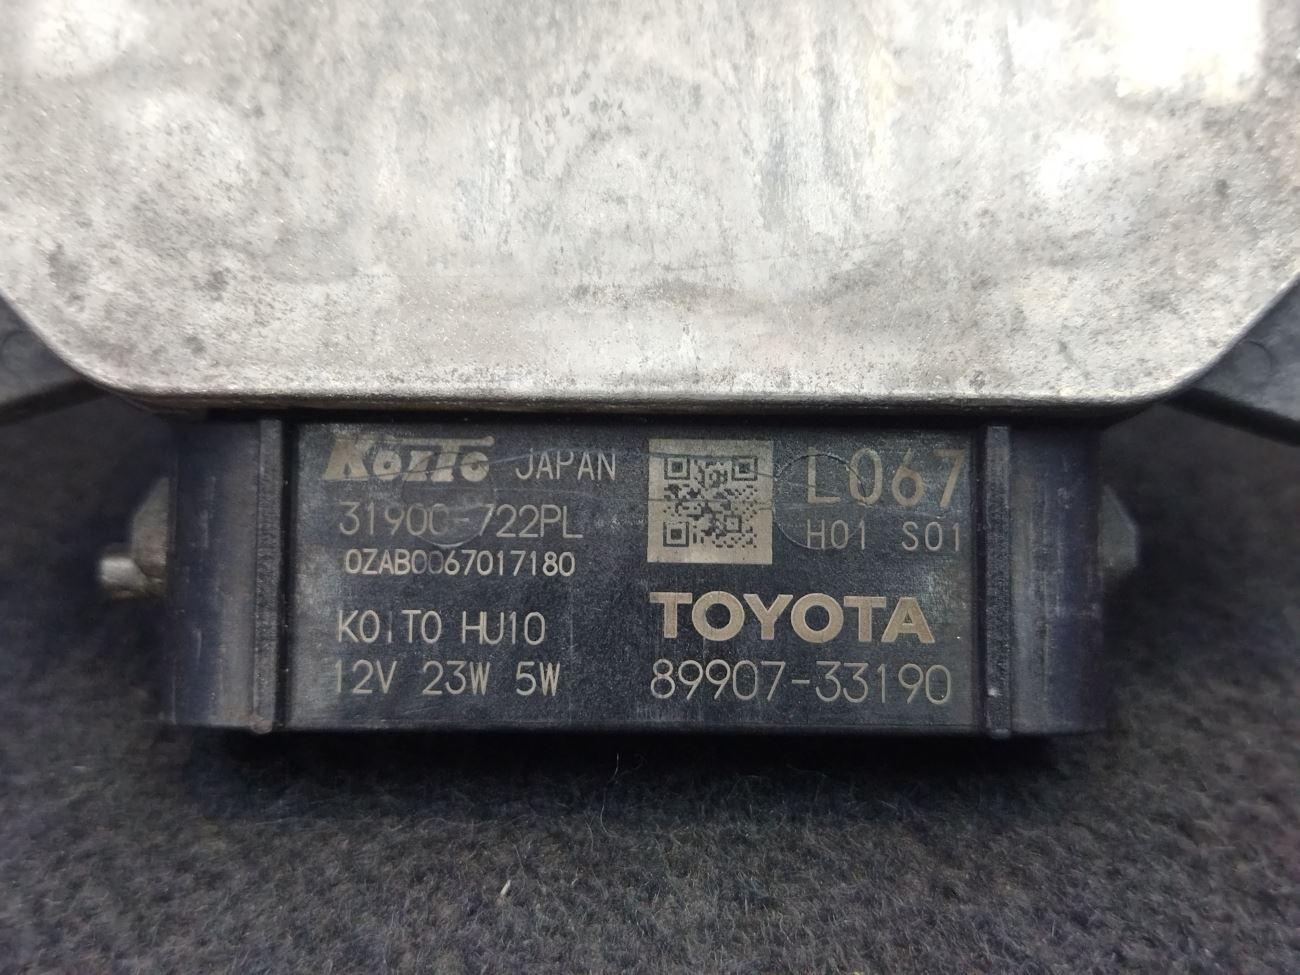 KOITO JAPAN
31900-722PL
0ZAB0067017180
KOITO HU10
12V 23W 5W
L067
H01 S01
TOYOTA
89907-33190